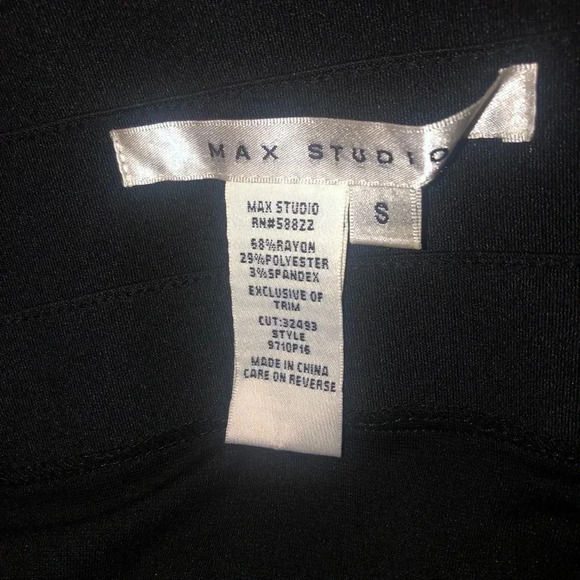 MAX STUDIO
S
MAX STUDIO
RN#58822
68%RAYON
29%POLYESTER
3%SPANDEX
EXCLUSIVE OF
TRIM
CUT:32493
STYLE
9710P16
MADE IN CHINA
CARE ON REVERSE